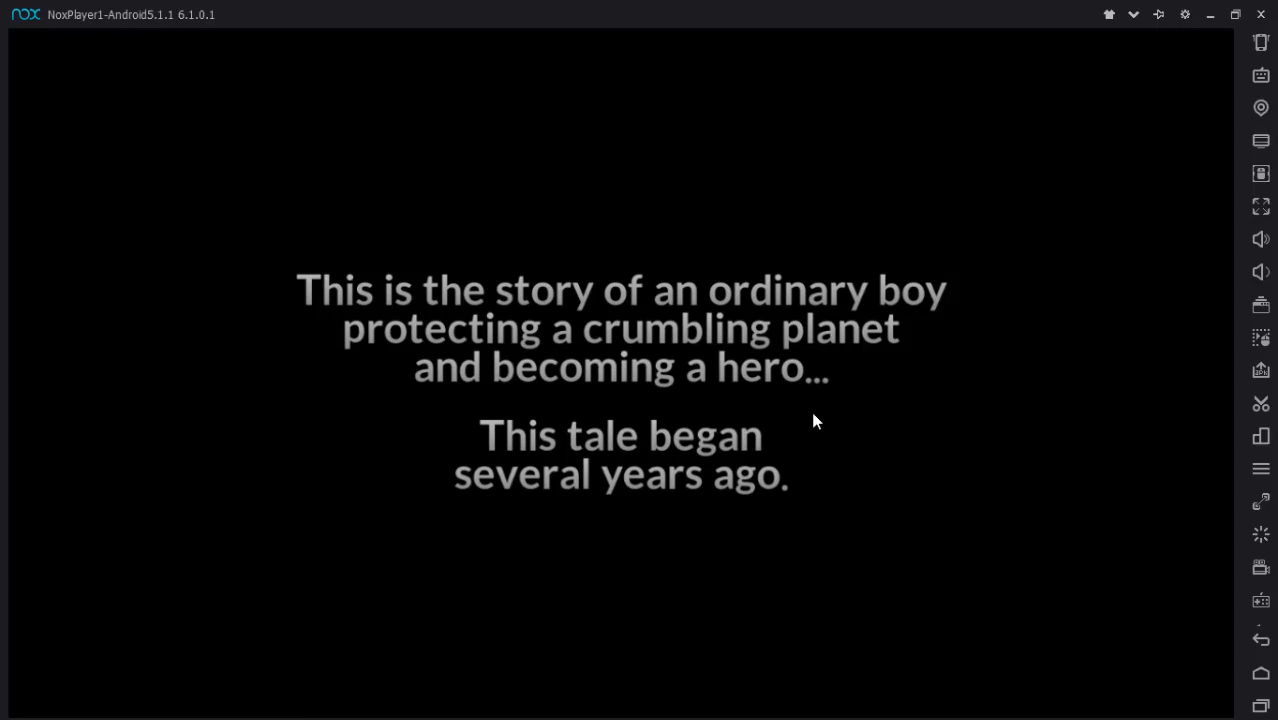 nox NoxPlayer1-Android5.1.1 6.1.0.1
This is the story of an ordinary boy
protecting a crumbling planet
and becoming a hero...
This tale began
several years ago.